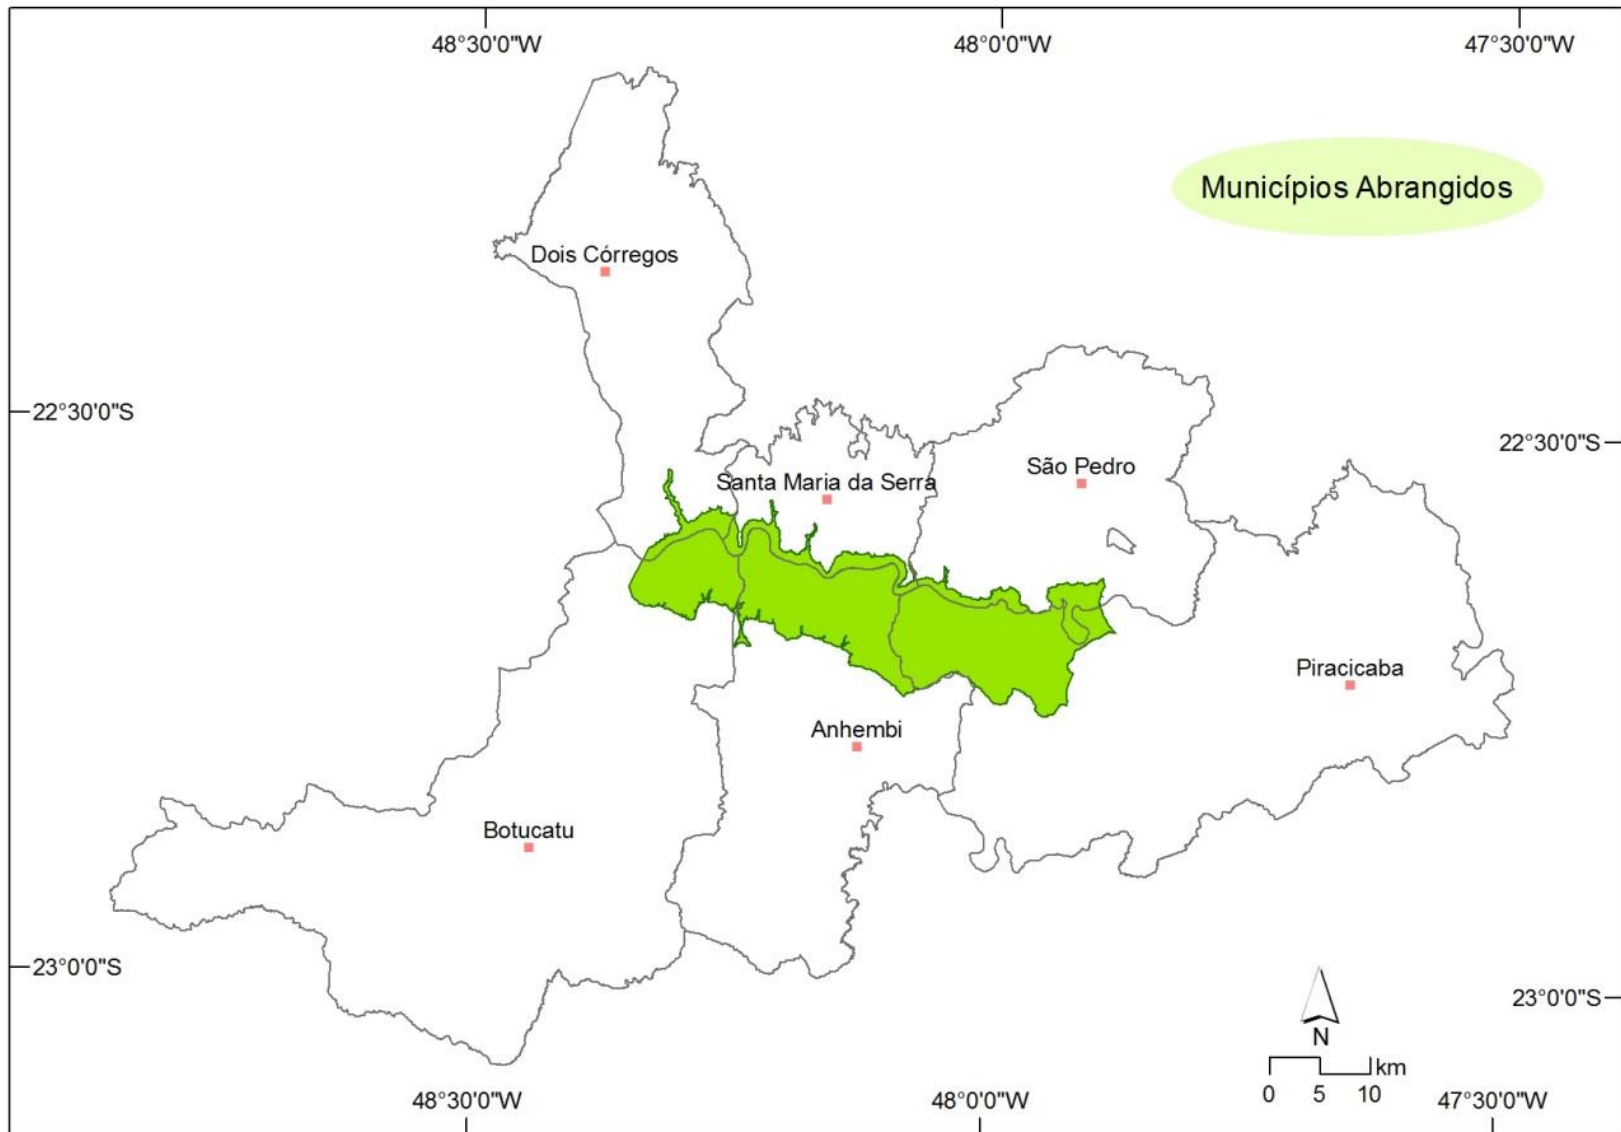 48°30'0"W
48°0'0"W
47°30'0"W
Municípios Abrangidos
Dois Córregos
22°30'0"S
22°30'0"S
São Pedro
Santa Maria da Serra
Piracicaba
Anhembi
Botucatu
23°0'0"S
23°0'0"S
N
km
0 5 10
48°30'0"W
48°0'0"W
47°30'0"W